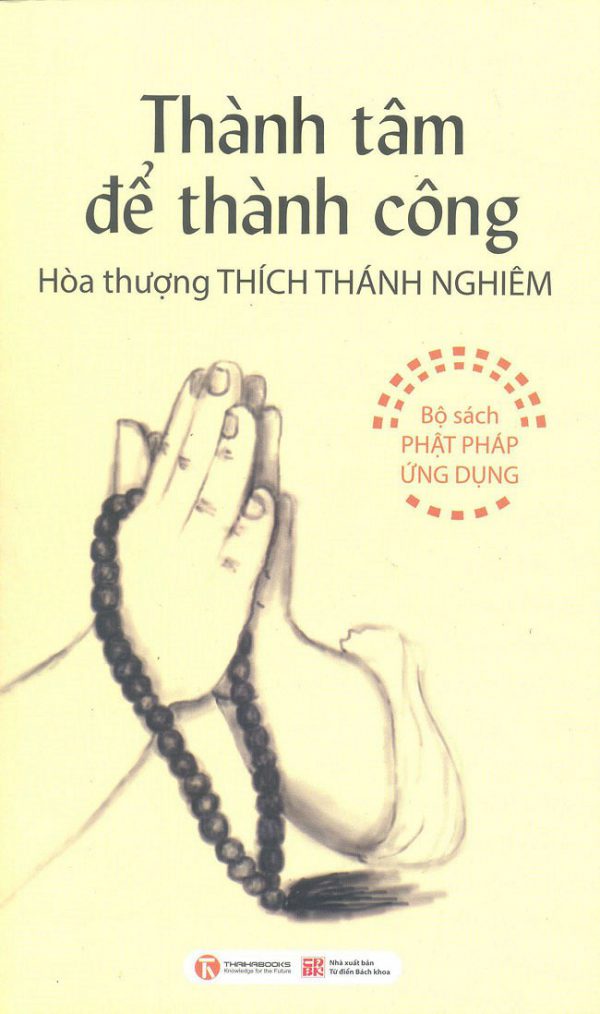 Thành tâm
để thành công
Hòa thượng THÍCH THÁNH NGHIÊM
Bộ sách
PHẬT PHÁP
ỨNG DỤNG
THAIHABOOKS
Knowledge for the Future
Nhà xuất bản
Từ điển Bách khoa